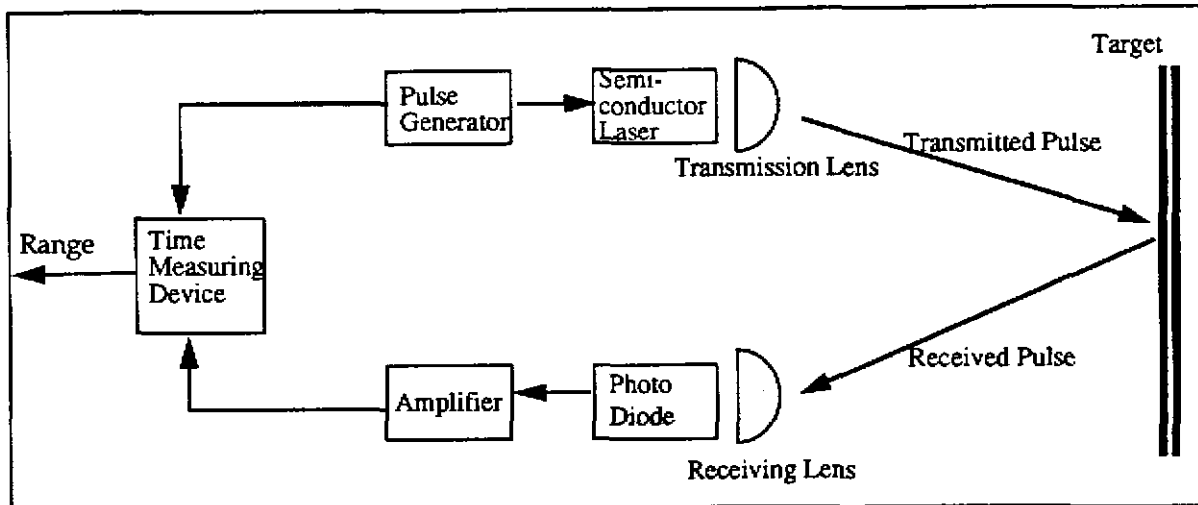 Target
Pulse
Generator
Semi-
conductor
Laser
Transmission Lens
Transmitted Pulse
Range
Time
Measuring
Device
Received Pulse
Amplifier
Photo
Diode
Receiving Lens